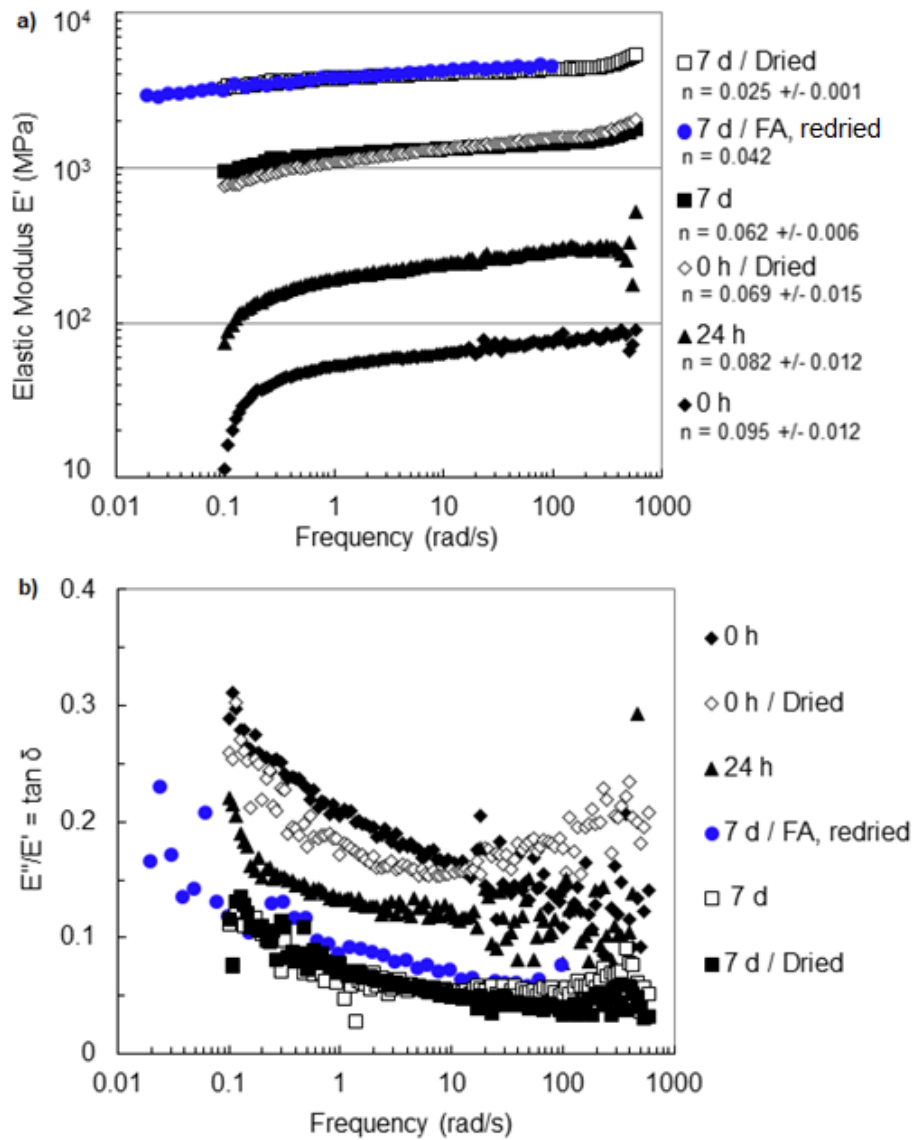 a)
10⁴
10³
10²
10
Elastic Modulus E' (MPa)
0.01 0.1 1 10 100 1000
Frequency (rad/s)
7 d / Dried
n = 0.025 +/- 0.001
7 d / FA, redried
n = 0.042
7 d
n = 0.062 +/- 0.006
0 h / Dried
n = 0.069 +/- 0.015
24 h
n = 0.082 +/- 0.012
0 h
n = 0.095 +/- 0.012
b)
0.4
0.3
0.2
0.1
0
E"/E' = tan δ
0.01 0.1 1 10 100 1000
Frequency (rad/s)
0 h
0 h / Dried
24 h
7 d / FA, redried
7 d
7 d / Dried